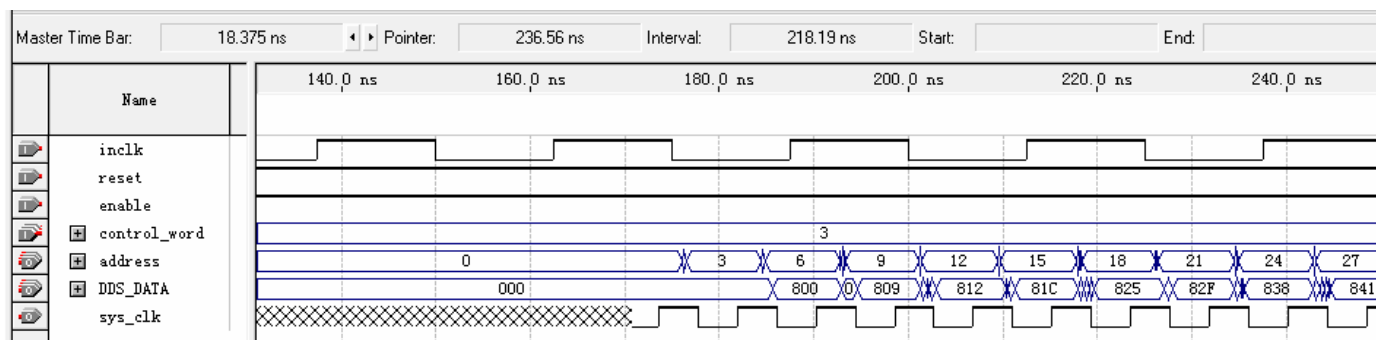 Master Time Bar: 18.375 ns Pointer: 236.56 ns Interval: 218.19 ns Start: End:
Name 140.0 ns 160.0 ns 180.0 ns 200.0 ns 220.0 ns 240.0 ns
inclk
reset
enable
control_word 3
address 0 3 6 9 12 15 18 21 24 27
DDS_DATA 000 800 0 809 812 81C 825 82F 838 841
sys_clk